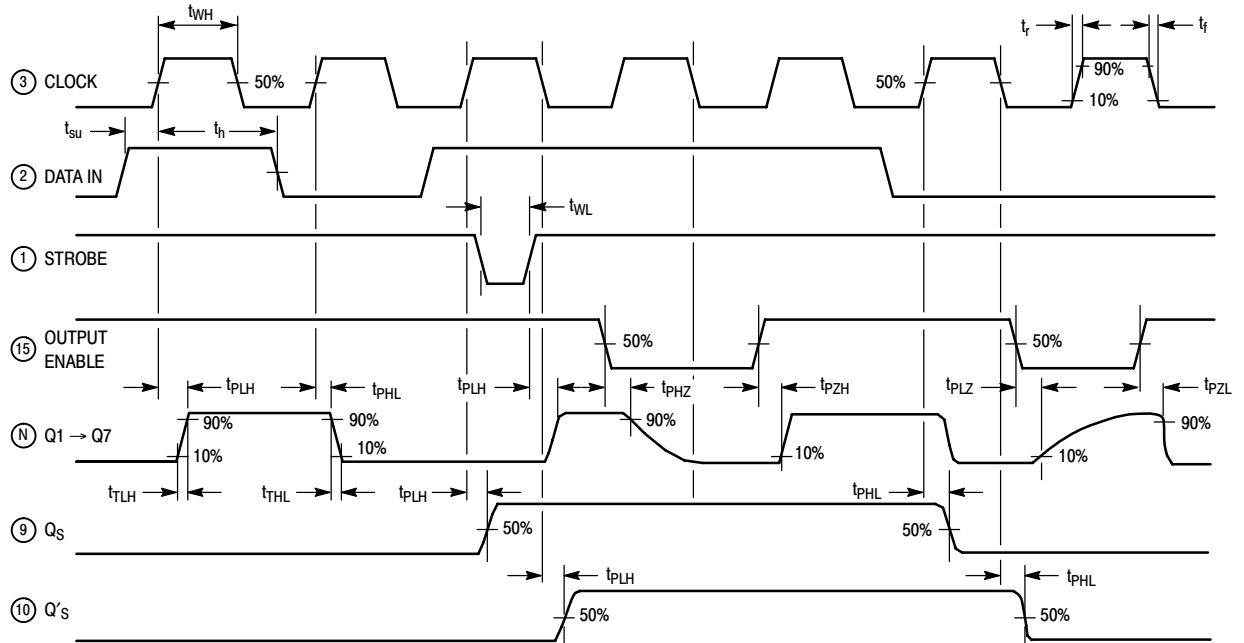 tWH
tr
tf
3 CLOCK
50%
50%
90%
10%
tsu
th
2 DATA IN
tWL
1 STROBE
15 OUTPUT
ENABLE
50%
50%
tPLH
tPHL
tPLH
tPHZ
tPZH
tPLZ
tPZL
N Q1 → Q7
90%
90%
90%
90%
10%
10%
10%
10%
tTLH
tTHL
tPLH
tPHL
9 QS
50%
50%
tPLH
tPHL
10 Q′S
50%
50%